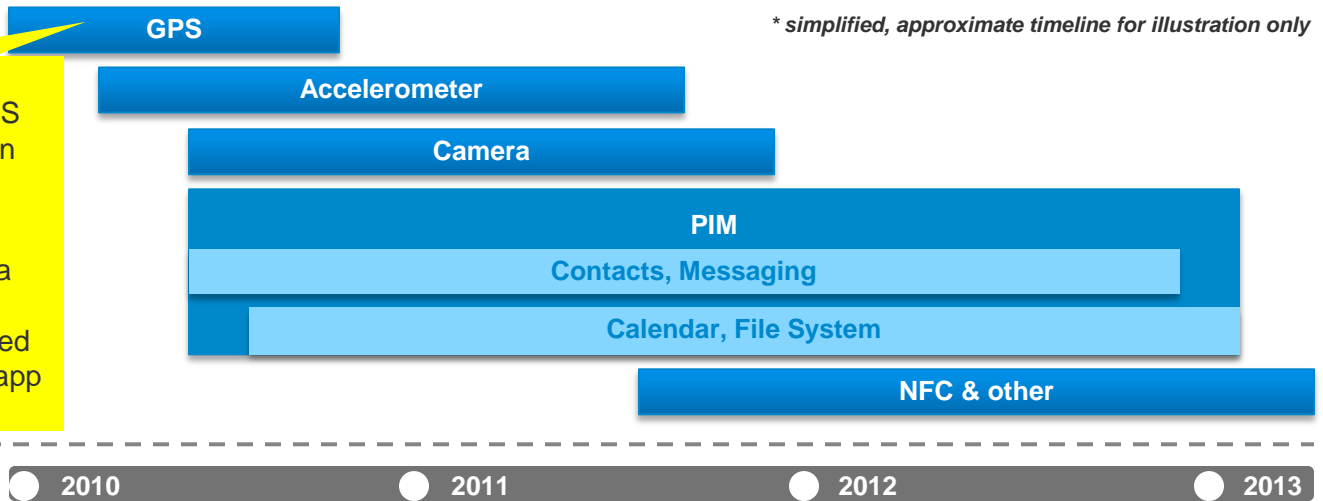 GPS
* simplified, approximate timeline for illustration only
Accelerometer
Camera
PIM
Contacts, Messaging
Calendar, File System
NFC & other
a
app
2010
2011
2012
2013